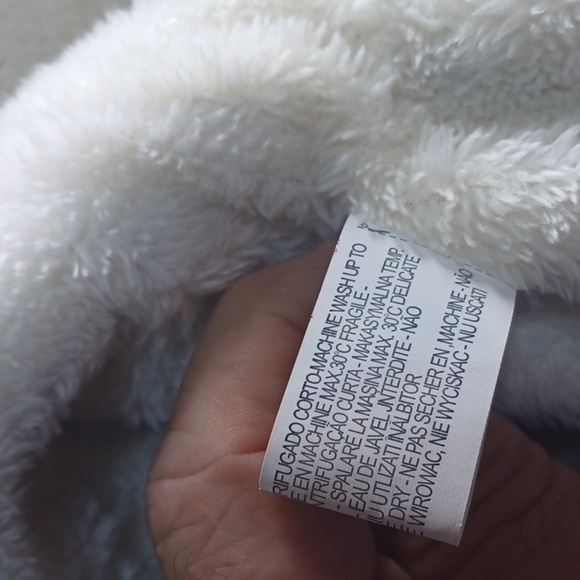 RIFUGADO CORTO-MACHINE WASH UP TO
E EN MACHINE MAX.30°C FRAGILE -
NTRIFUGAÇAO CURTA - MAKASYMALNA TEMP.
- SPALARE LA MASINA MAX. 30°C DELICATE
- EAU DE JAVEL ,INTERDITE - NÃO
NU UTLIZATI INALBITOR
E DRY - NE PAS SECHER EN ,MACHINE - NÃO
E WIROWAC, NIE WYCISKAC - NU USCATI